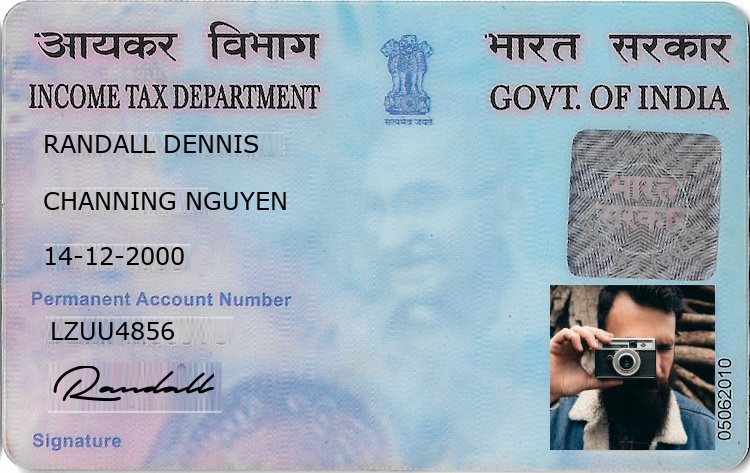 आयकर विभाग
भारत सरकार
INCOME TAX DEPARTMENT
GOVT. OF INDIA
सत्यमेव जयते
RANDALL DENNIS
CHANNING NGUYEN
14-12-2000
भारत
सरकार
Permanent Account Number
LZUU4856
Randall
Signature
05062010